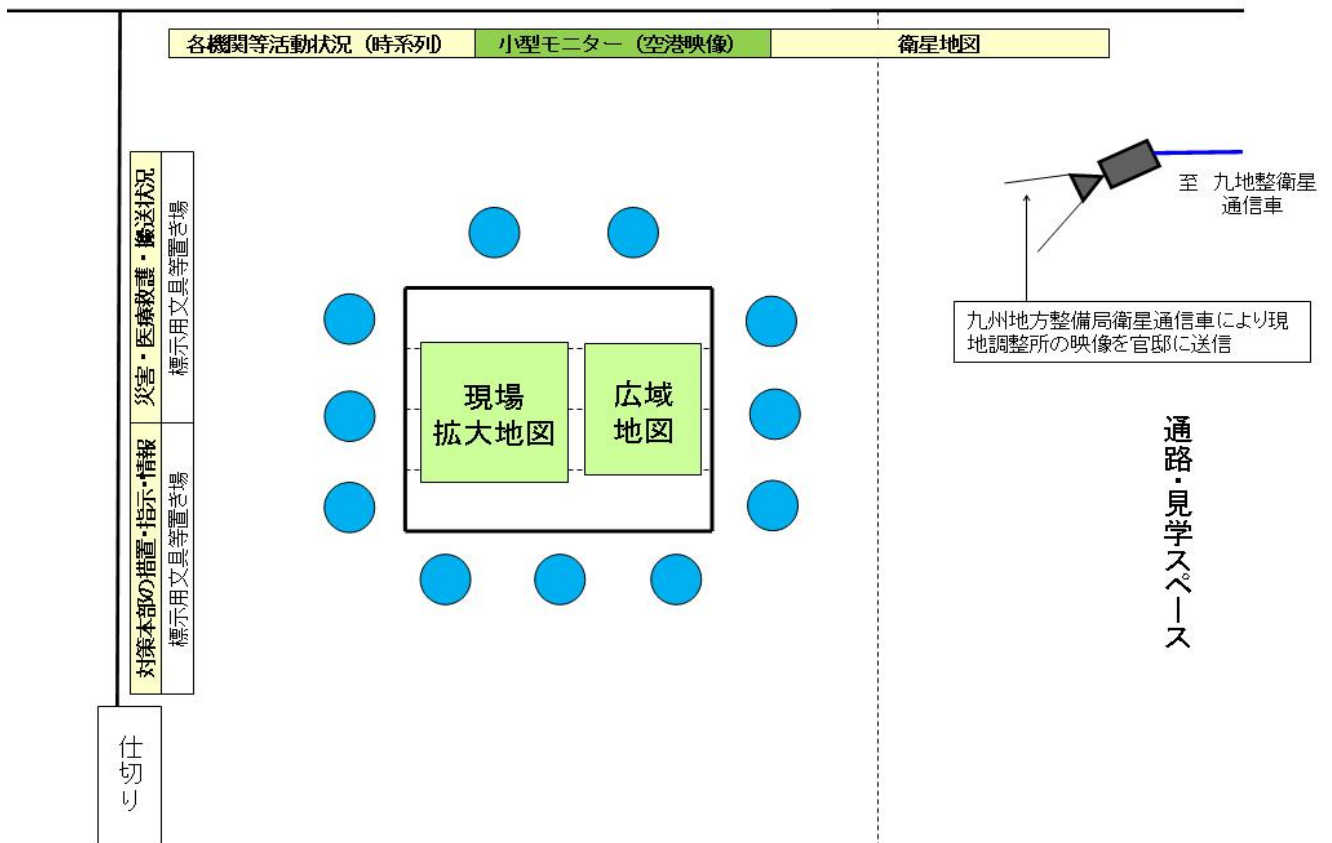 各機関等活動状況（時系列）
小型モニター（空港映像）
衛星地図
災害・医療救護・搬送状況
標示用文具等置き場
対策本部の措置・指示・情報
標示用文具等置き場
現場
拡大地図
広域
地図
至 九地整衛星
通信車
九州地方整備局衛星通信車により現
地調整所の映像を官邸に送信
通路・見学スペース
仕切り